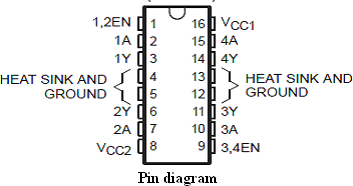 1,2EN 1 16 VCC1
1A 2 15 4A
1Y 3 14 4Y
HEAT SINK AND GROUND 4 13 HEAT SINK AND GROUND
5 12
2Y 6 11 3Y
2A 7 10 3A
VCC2 8 9 3,4EN
Pin diagram